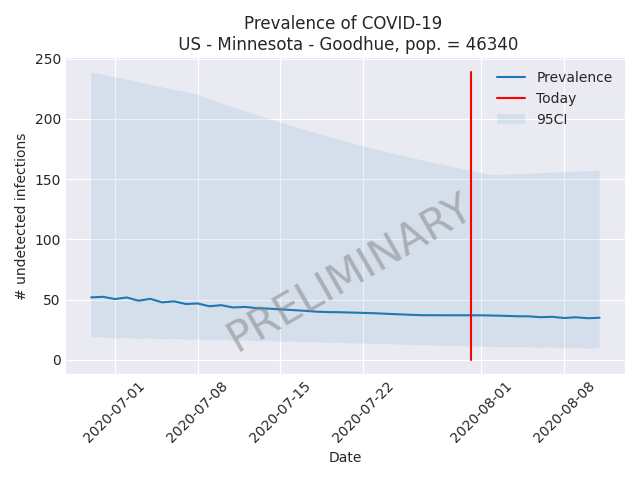 Prevalence of COVID-19
US - Minnesota - Goodhue, pop. = 46340
250
200
150
100
50
0
# undetected infections
Prevalence
Today
95CI
PRELIMINARY
2020-07-01
2020-07-08
2020-07-15
2020-07-22
2020-08-01
2020-08-08
Date